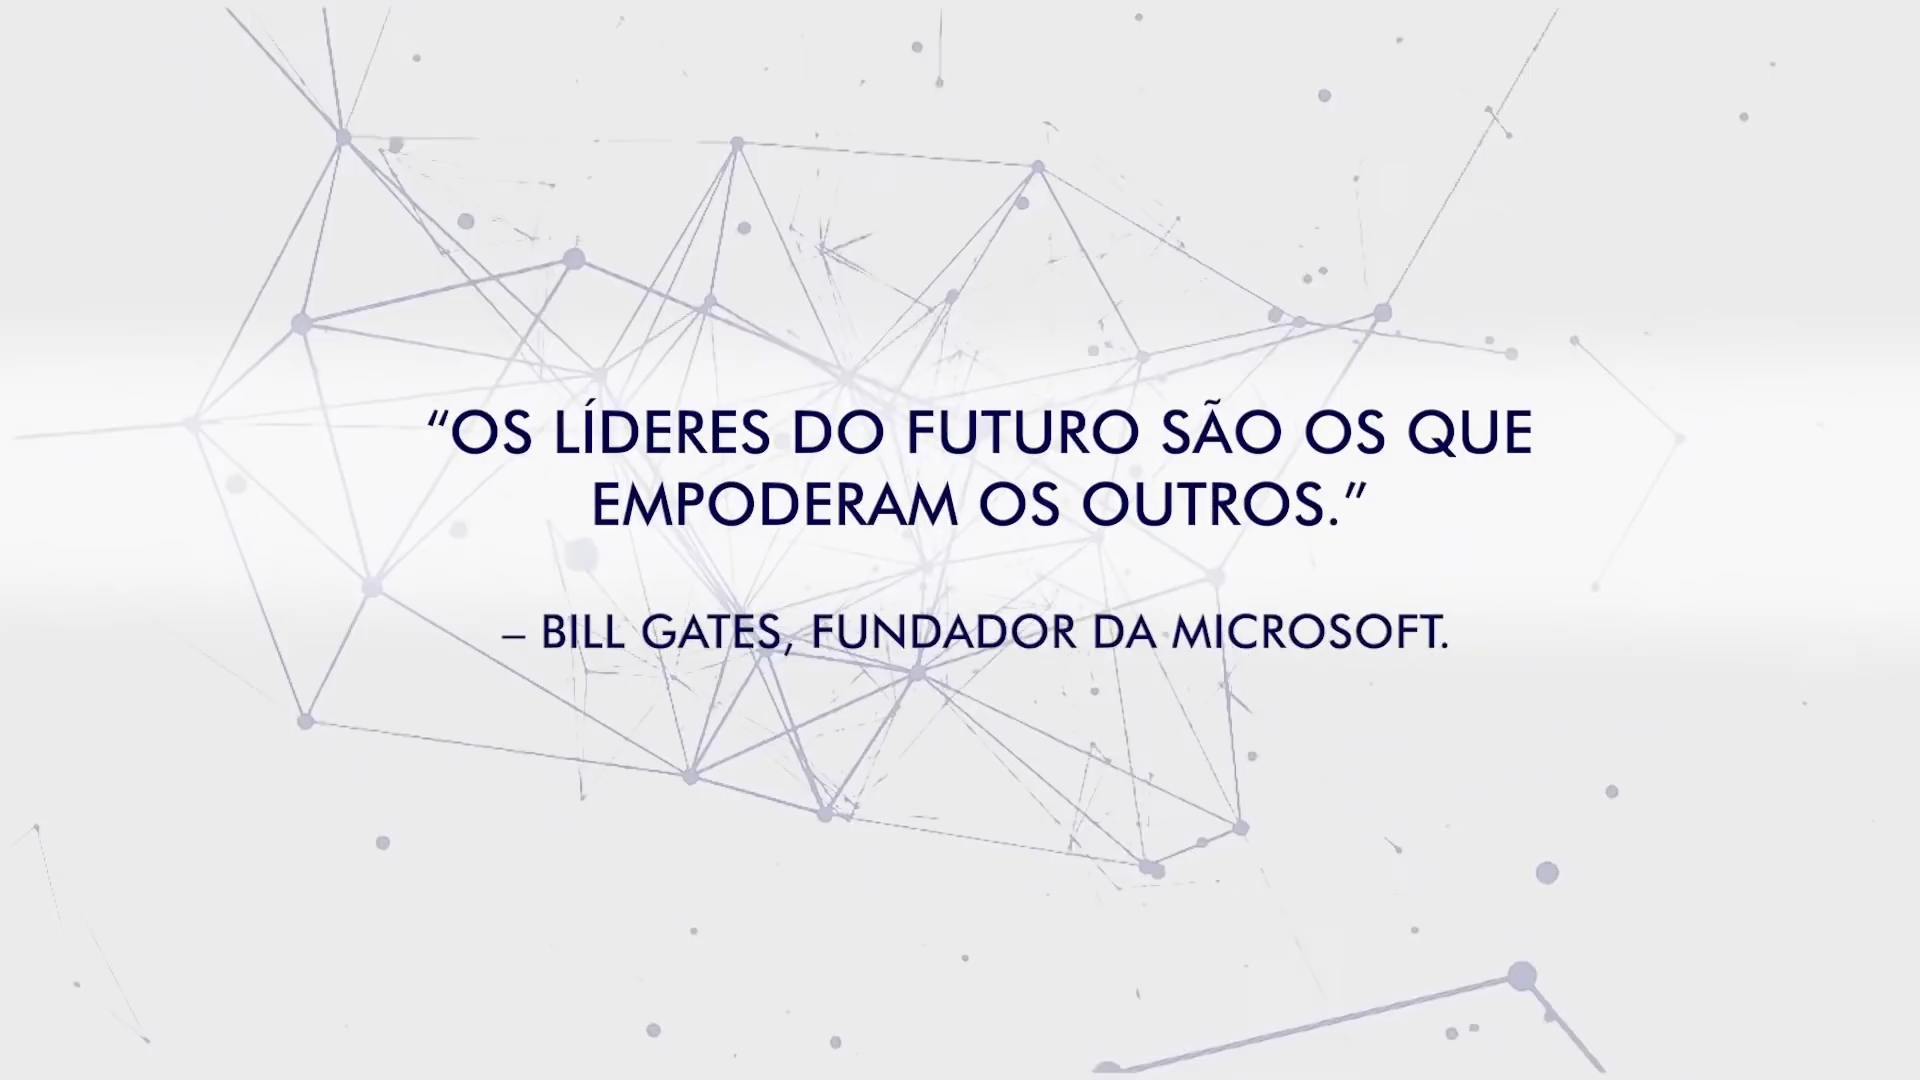 “OS LÍDERES DO FUTURO SÃO OS QUE
EMPODERAM OS OUTROS.”
– BILL GATES, FUNDADOR DA MICROSOFT.